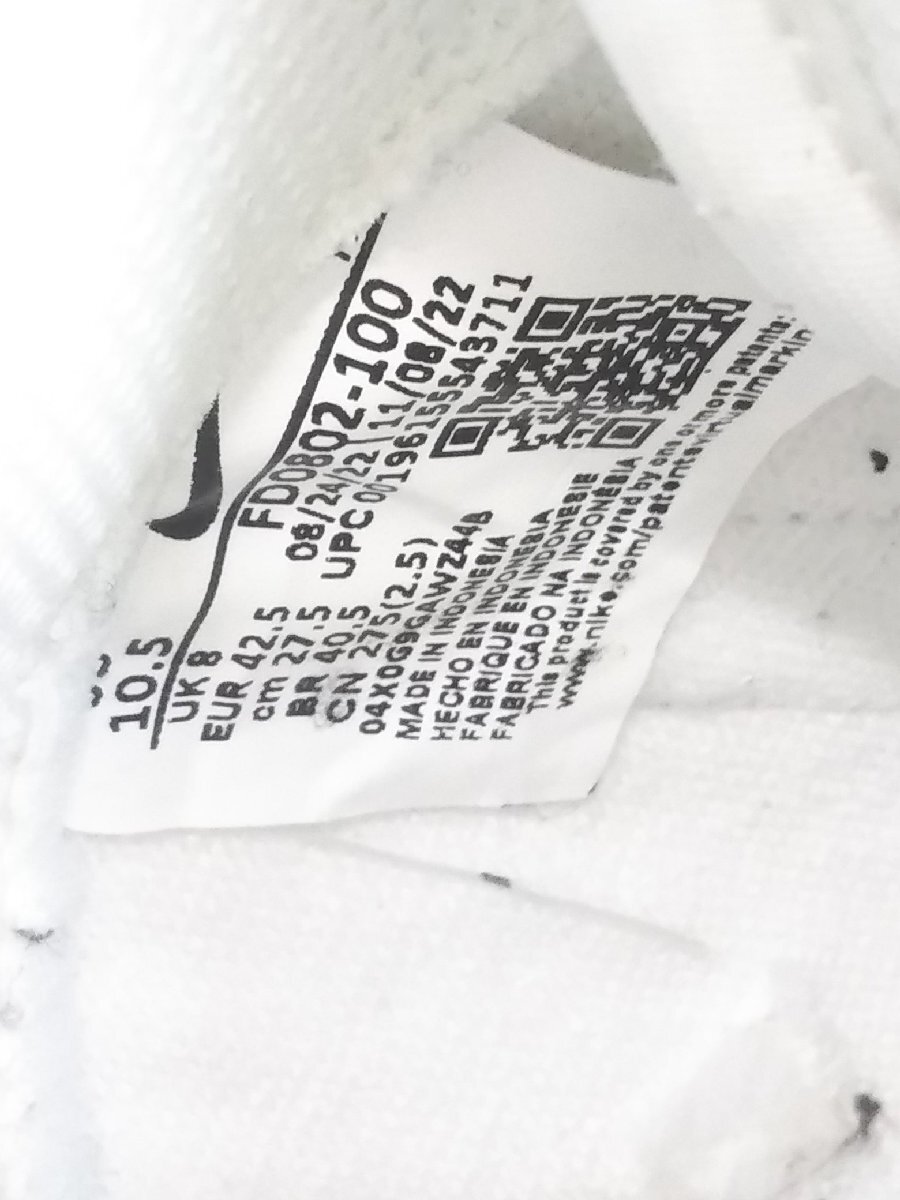 10.5
FD0802-100
08/24/22 \ 11/08/22
UPC 00196155543711
UK 8
EUR 42.5
cm 27.5
BR 40.5
CN 275(2.5)
04X0G9GAWZ44B
MADE IN INDONESIA
HECHO EN INDONESIA
FABRIQUE EN INDONESIE
FABRICADO NA INDONÉSIA
This product is covered by one or more patents.
www.nike.com/patentsvirtualmarkin